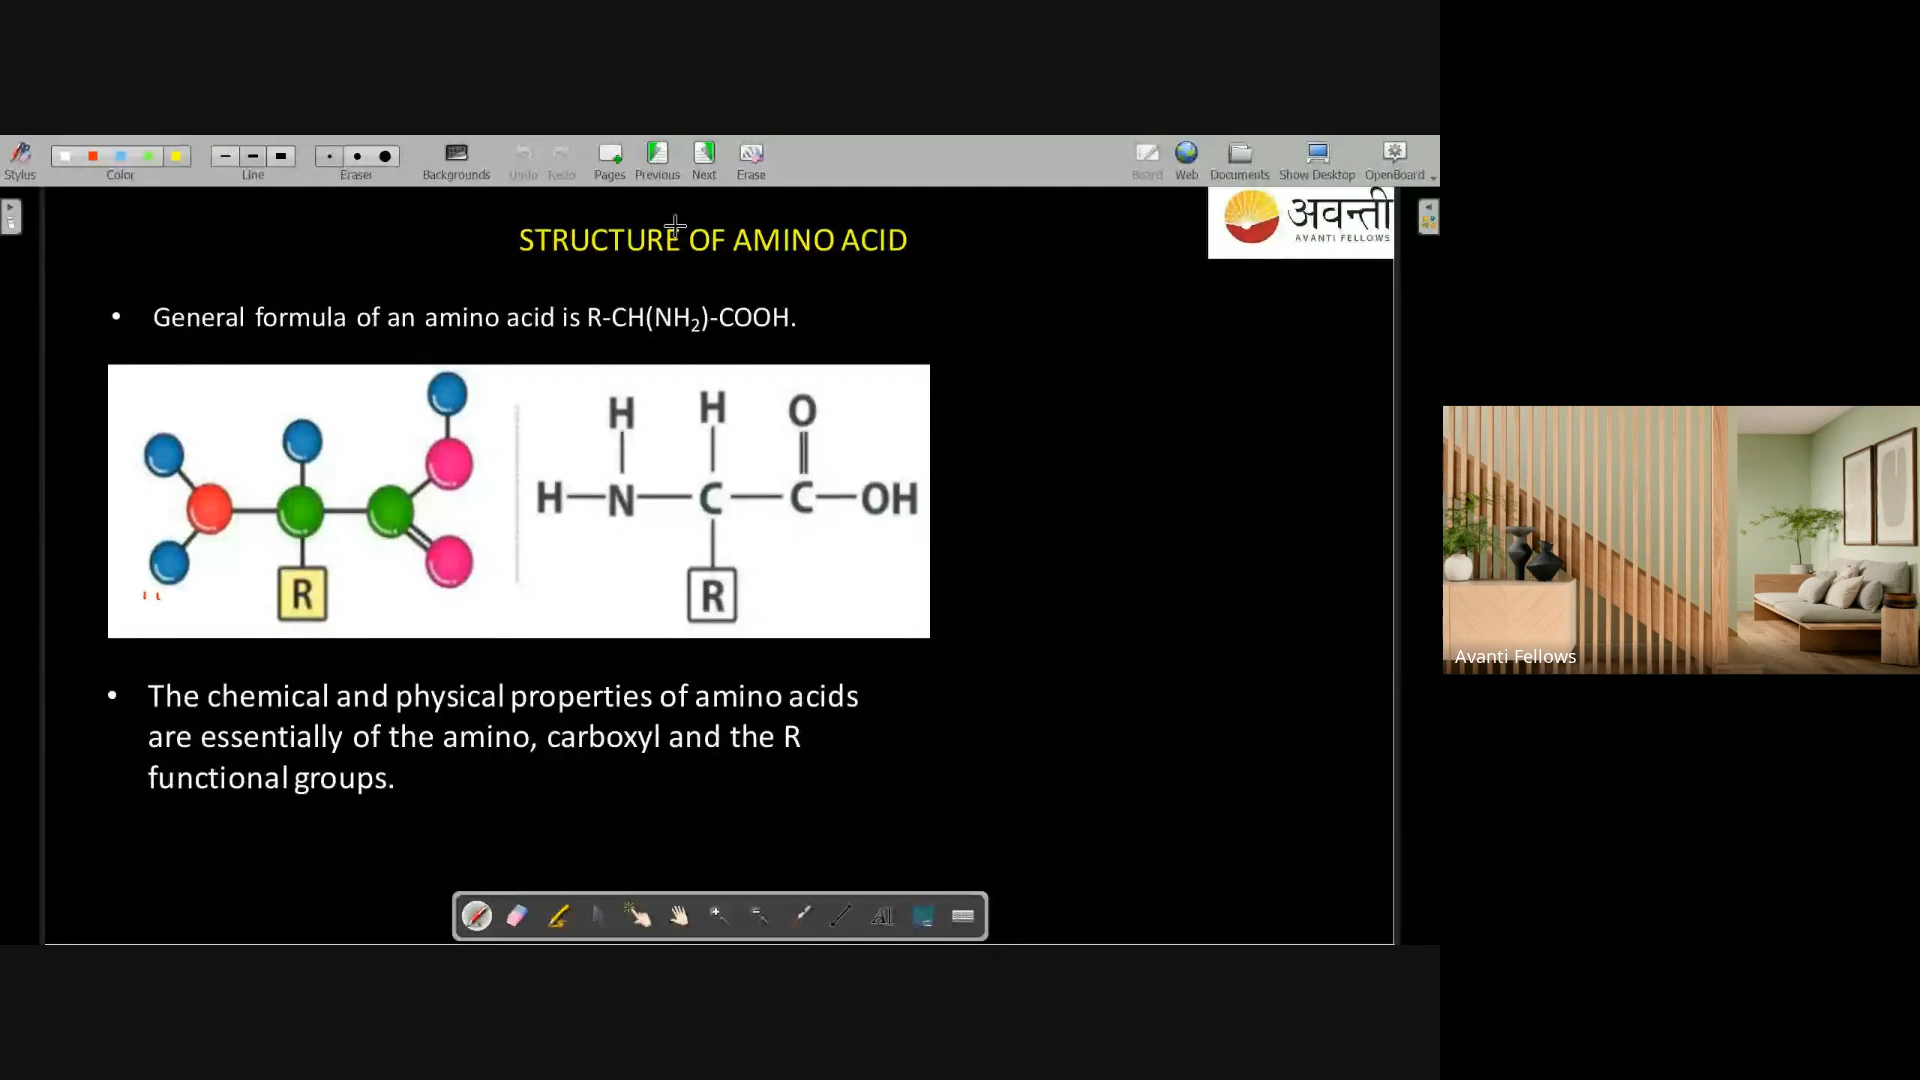 Stylus
Color
Line
Eraser
Backgrounds
Undo
Redo
Pages
Previous
Next
Erase
Board
Web
Documents
Show Desktop
OpenBoard
अवन्ती
AVANTI FELLOWS
STRUCTURE OF AMINO ACID
• General formula of an amino acid is R-CH(NH₂)-COOH.
H H O
H—N—C—C—OH
R
R
• The chemical and physical properties of amino acids
are essentially of the amino, carboxyl and the R
functional groups.
AI
Avanti Fellows